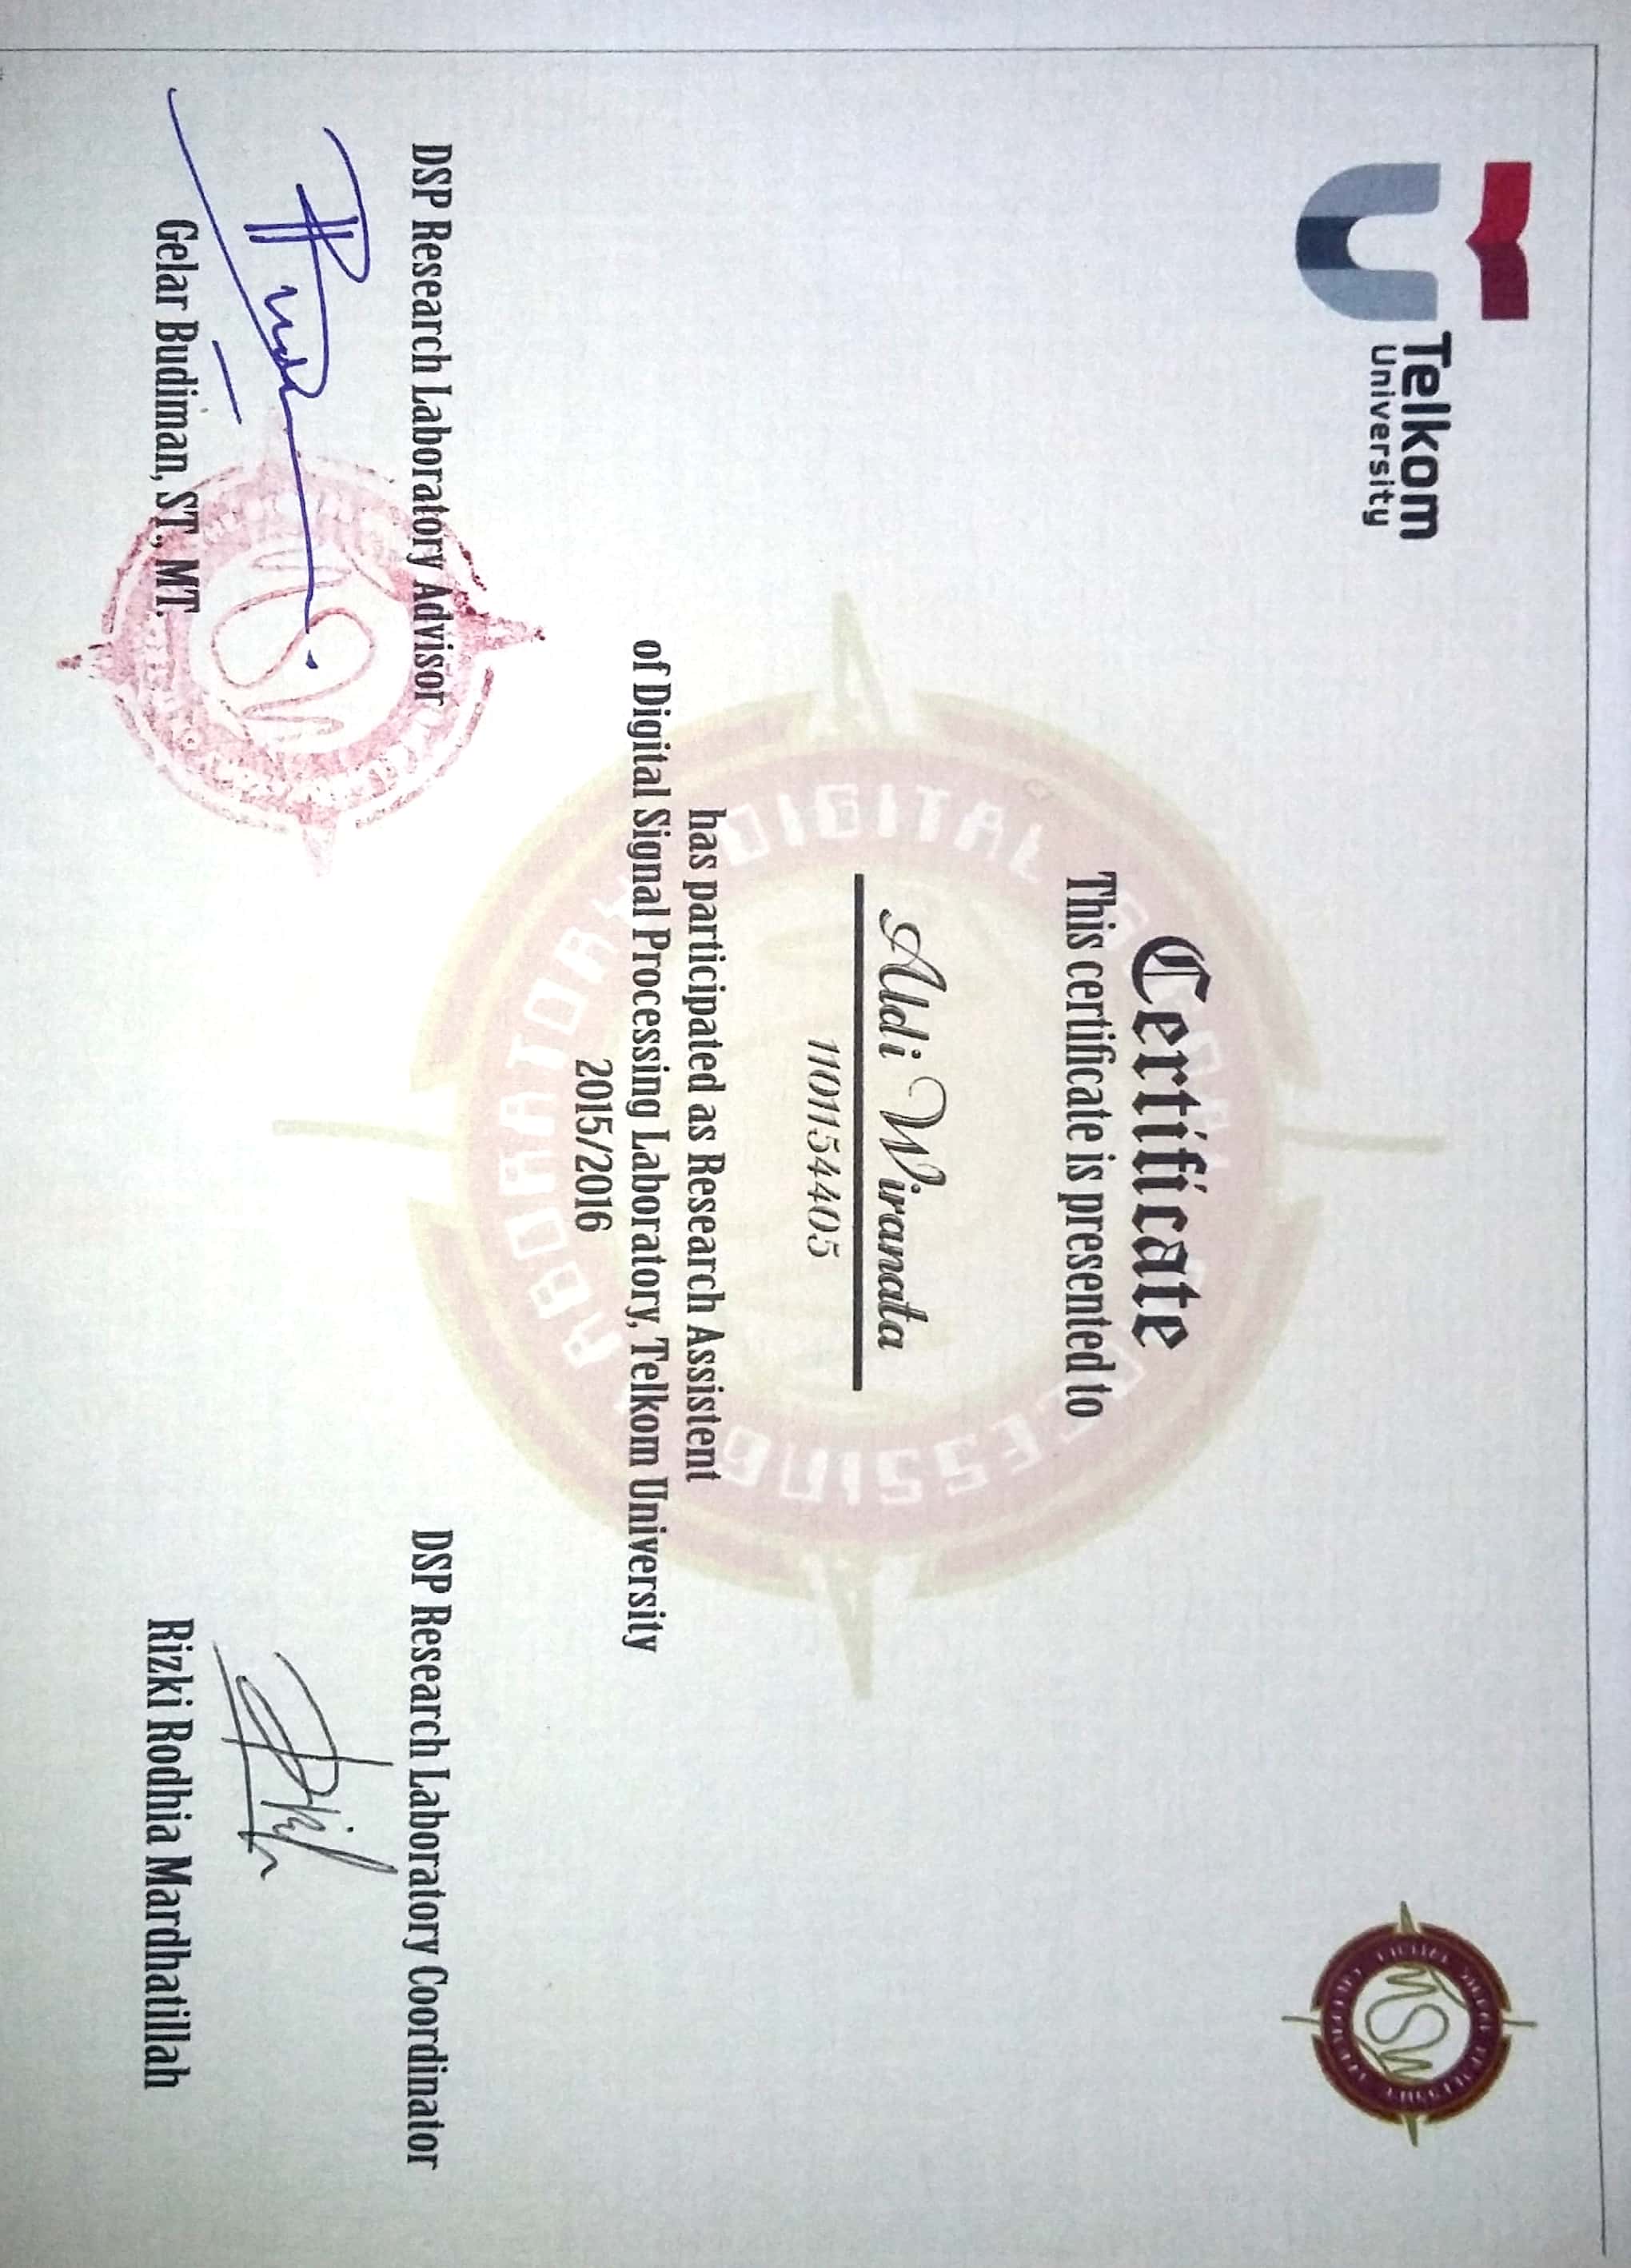 Telkom
University
Certificate
This certificate is presented to
Aldi Wiranata
1101154405
has participated as Research Assistent
of Digital Signal Processing Laboratory, Telkom University
2015/2016
DSP Research Laboratory Advisor
Gelar Budiman, ST., MT.
DSP Research Laboratory Coordinator
Rizki Rodhia Mardhatillah